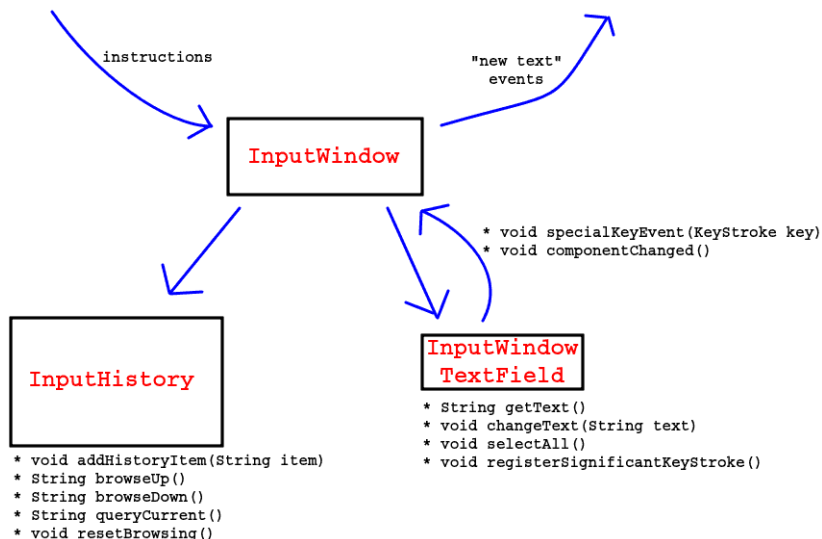 instructions
"new text"
events
InputWindow
* void specialKeyEvent(KeyStroke key)
* void componentChanged()
InputHistory
InputWindow
TextField
* void addHistoryItem(String item)
* String browseUp()
* String browseDown()
* String queryCurrent()
* void resetBrowsing()
* String getText()
* void changeText(String text)
* void selectAll()
* void registerSignificantKeyStroke()